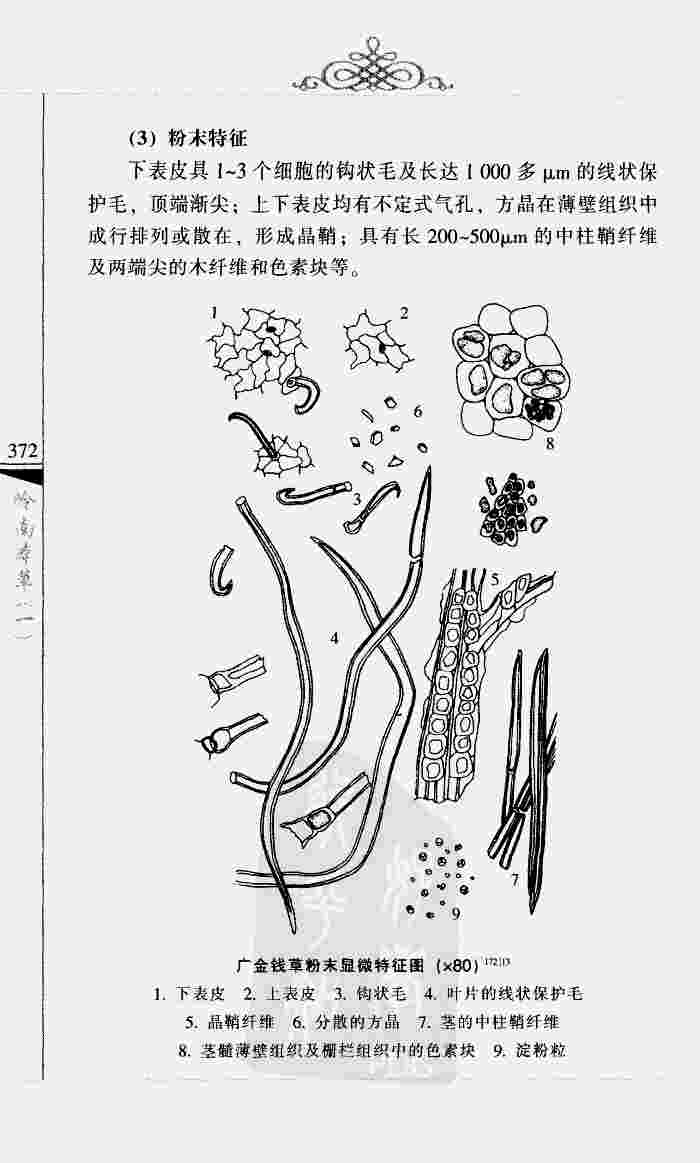 (3) 粉末特征
下表皮具 1~3 个细胞的钩状毛及长达 1 000 多 μm 的线状保
护毛，顶端渐尖；上下表皮均有不定式气孔，方晶在薄壁组织中
成行排列或散在，形成晶鞘；具有长 200~500μm 的中柱鞘纤维
及两端尖的木纤维和色素块等。
1
2
6
8
3
372
岭南本草（一）
5
4
7
9
广金钱草粉末显微特征图 (×80)
1. 下表皮 2. 上表皮 3. 钩状毛 4. 叶片的线状保护毛
5. 晶鞘纤维 6. 分散的方晶 7. 茎的中柱鞘纤维
8. 茎髓薄壁组织及栅栏组织中的色素块 9. 淀粉粒